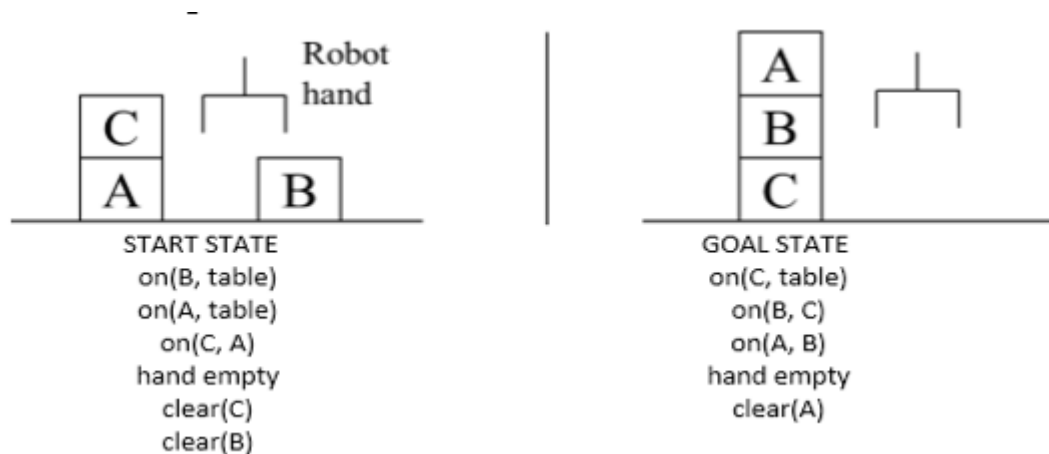 Robot
hand
C
A
B
START STATE
on(B, table)
on(A, table)
on(C, A)
hand empty
clear(C)
clear(B)
A
B
C
GOAL STATE
on(C, table)
on(B, C)
on(A, B)
hand empty
clear(A)